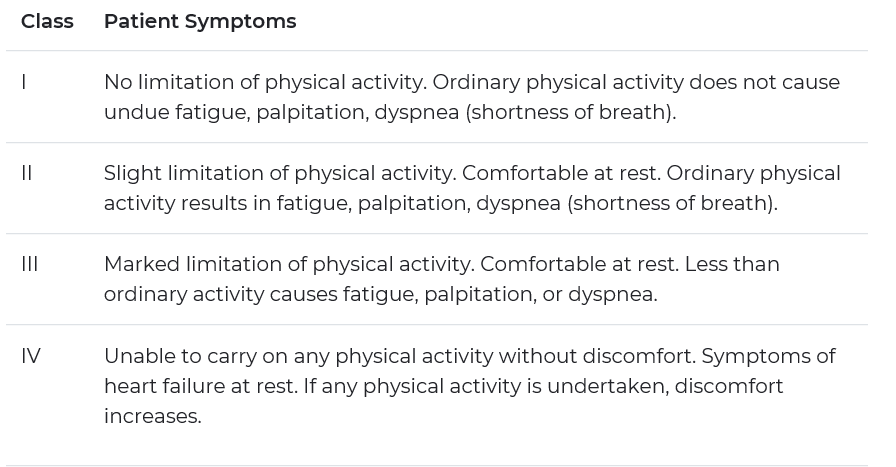 Class Patient Symptoms
I No limitation of physical activity. Ordinary physical activity does not cause
undue fatigue, palpitation, dyspnea (shortness of breath).
II Slight limitation of physical activity. Comfortable at rest. Ordinary physical
activity results in fatigue, palpitation, dyspnea (shortness of breath).
III Marked limitation of physical activity. Comfortable at rest. Less than
ordinary activity causes fatigue, palpitation, or dyspnea.
IV Unable to carry on any physical activity without discomfort. Symptoms of
heart failure at rest. If any physical activity is undertaken, discomfort
increases.